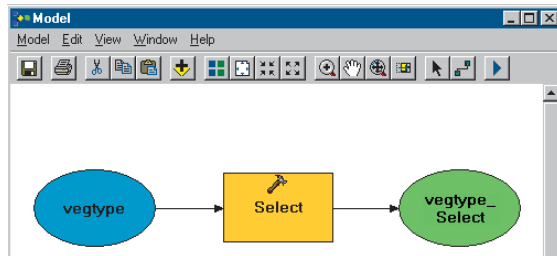 Model
Model Edit View Window Help
vegtype
Select
vegtype_
Select